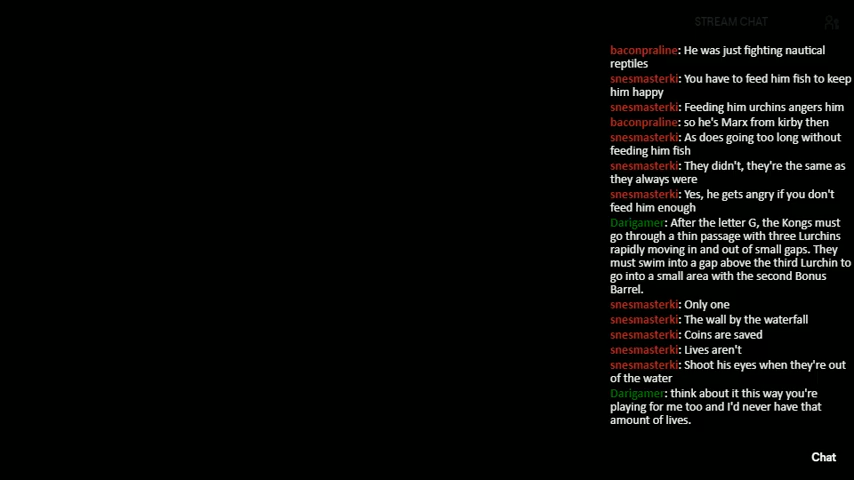 STREAM CHAT
baconpraline: He was just fighting nautical
reptiles
snesmasterki: You have to feed him fish to keep
him happy
snesmasterki: Feeding him urchins angers him
baconpraline: so he's Marx from kirby then
snesmasterki: As does going too long without
feeding him fish
snesmasterki: They didn't, they're the same as
they always were
snesmasterki: Yes, he gets angry if you don't
feed him enough
Darigamer: After the letter G, the Kongs must
go through a thin passage with three Lurchins
rapidly moving in and out of small gaps. They
must swim into a gap above the third Lurchin to
go into a small area with the second Bonus
Barrel.
snesmasterki: Only one
snesmasterki: The wall by the waterfall
snesmasterki: Coins are saved
snesmasterki: Lives aren't
snesmasterki: Shoot his eyes when they're out
of the water
Darigamer: think about it this way you're
playing for me too and I'd never have that
amount of lives.
Chat